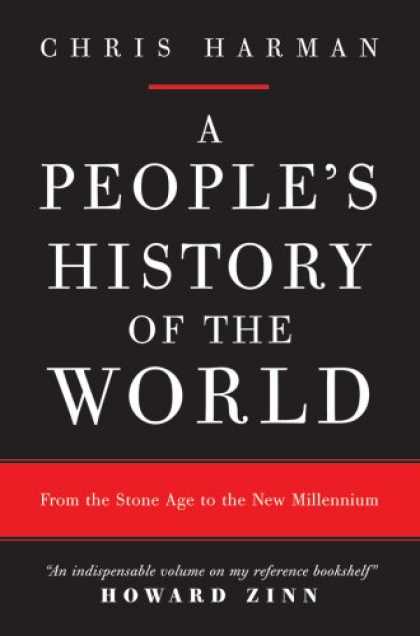 CHRIS HARMAN
A
PEOPLE'S
HISTORY
OF THE
WORLD
From the Stone Age to the New Millennium
“An indispensable volume on my reference bookshelf”
HOWARD ZINN